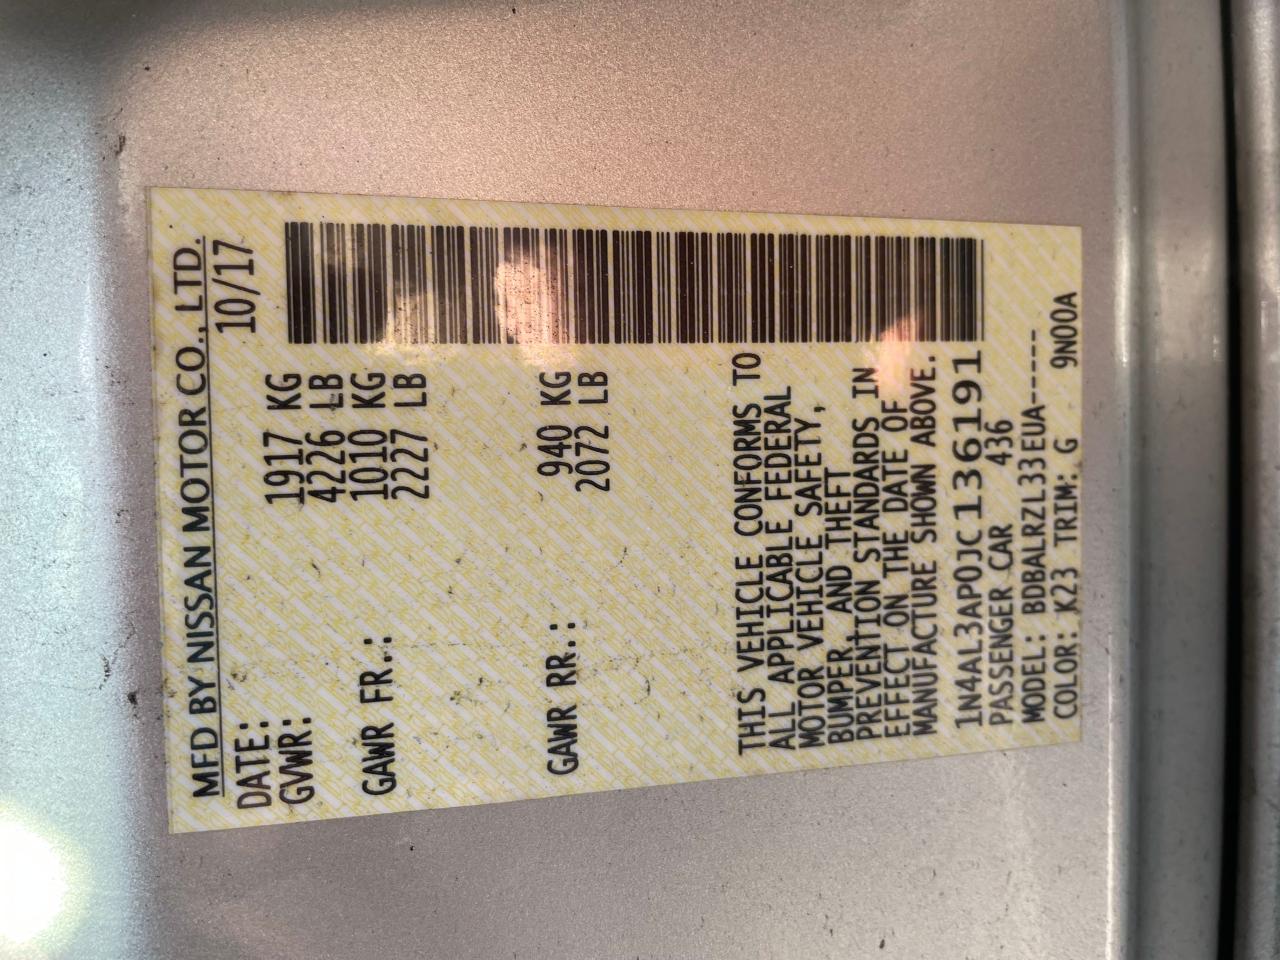 MFD BY NISSAN MOTOR CO., LTD.
DATE: 10/17
GVWR: 1917 KG
4226 LB
GAWR FR.: 1010 KG
2227 LB
GAWR RR.: 940 KG
2072 LB
THIS VEHICLE CONFORMS TO
ALL APPLICABLE FEDERAL
MOTOR VEHICLE SAFETY,
BUMPER, AND THEFT
PREVENTION STANDARDS IN
EFFECT ON THE DATE OF
MANUFACTURE SHOWN ABOVE.
1N4AL3AP0JC136191
PASSENGER CAR 436
MODEL: BDBALRZL33EUA-----
COLOR: K23 TRIM: G 9N00A